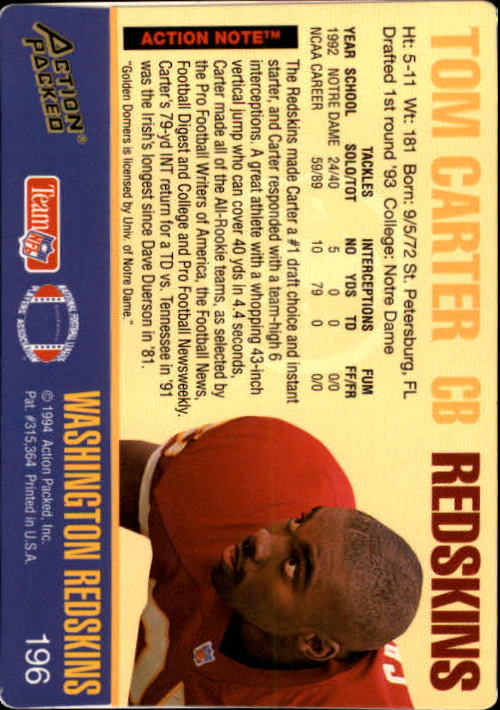 TOM CARTER CB REDSKINS
Ht: 5-11 Wt: 181 Born: 9/5/72 St. Petersburg, FL
Drafted 1st round '93 College: Notre Dame
TACKLES INTERCEPTIONS FUM
YEAR SCHOOL SOLO/TOT NO YDS TD FF/FR
1992 NOTRE DAME 24/40 5 0 0 0/0
NCAA CAREER 59/89 10 79 0 0/0
ACTION NOTE™
The Redskins made Carter a #1 draft choice and instant
starter, and Carter responded with a team-high 6
interceptions. A great athlete with a whopping 43-inch
vertical jump who can cover 40 yds in 4.4 seconds,
Carter made all of the All-Rookie teams, as selected by
the Pro Football Writers of America, the Football News,
Football Digest and College and Pro Football Newsweekly.
Carter's 79-yd INT return for a TD vs. Tennessee in '91
was the Irish's longest since Dave Duerson in '81.
"Golden Domers is licensed by Univ. of Notre Dame."
ACTION
PACKED®
Team
NFL
NATIONAL FOOTBALL LEAGUE
PLAYERS ASSOCIATION
WASHINGTON REDSKINS
© 1994 Action Packed, Inc.
Pat. #315,364 Printed in U.S.A.
196